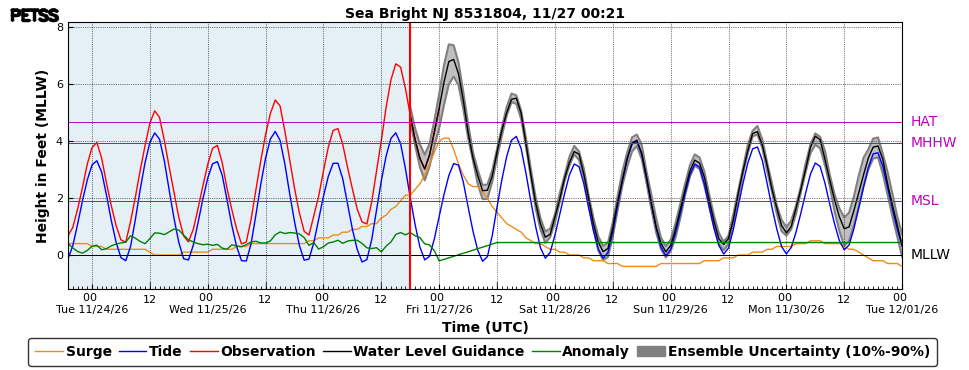 PETSS
Sea Bright NJ 8531804, 11/27 00:21
Height in Feet (MLLW)
8
6
4
2
0
HAT
MHHW
MSL
MLLW
00 12 00 12 00 12 00 12 00 12 00 12 00 12 00
Tue 11/24/26 Wed 11/25/26 Thu 11/26/26 Fri 11/27/26 Sat 11/28/26 Sun 11/29/26 Mon 11/30/26 Tue 12/01/26
Time (UTC)
Surge Tide Observation Water Level Guidance Anomaly Ensemble Uncertainty (10%-90%)